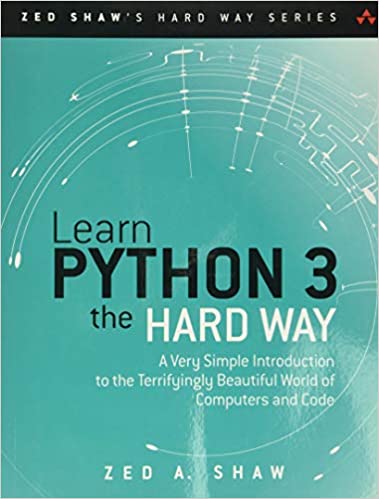 ZED SHAW'S HARD WAY SERIES
Learn
PYTHON 3
the HARD WAY
A Very Simple Introduction
to the Terrifyingly Beautiful World of
Computers and Code
ZED A. SHAW